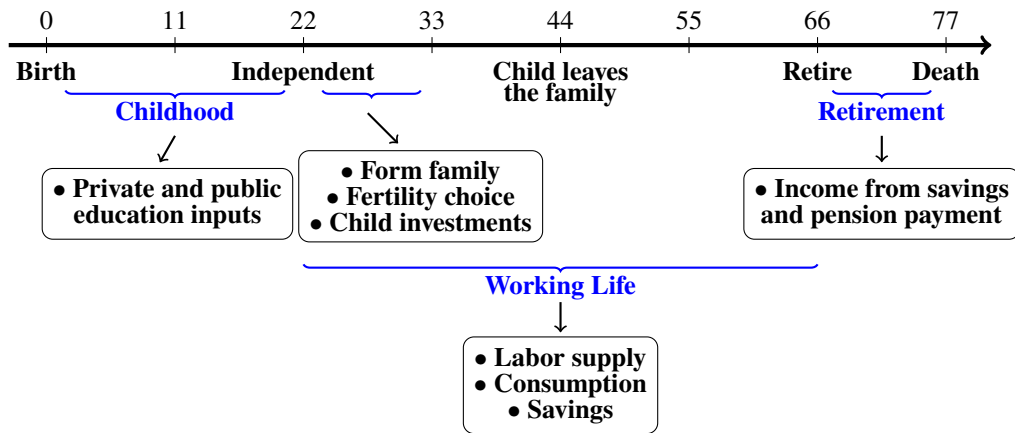 0 11 22 33 44 55 66 77
Birth Independent Child leaves Retire Death
the family
Childhood Retirement
• Private and public
education inputs
• Form family
• Fertility choice
• Child investments
• Income from savings
and pension payment
Working Life
• Labor supply
• Consumption
• Savings